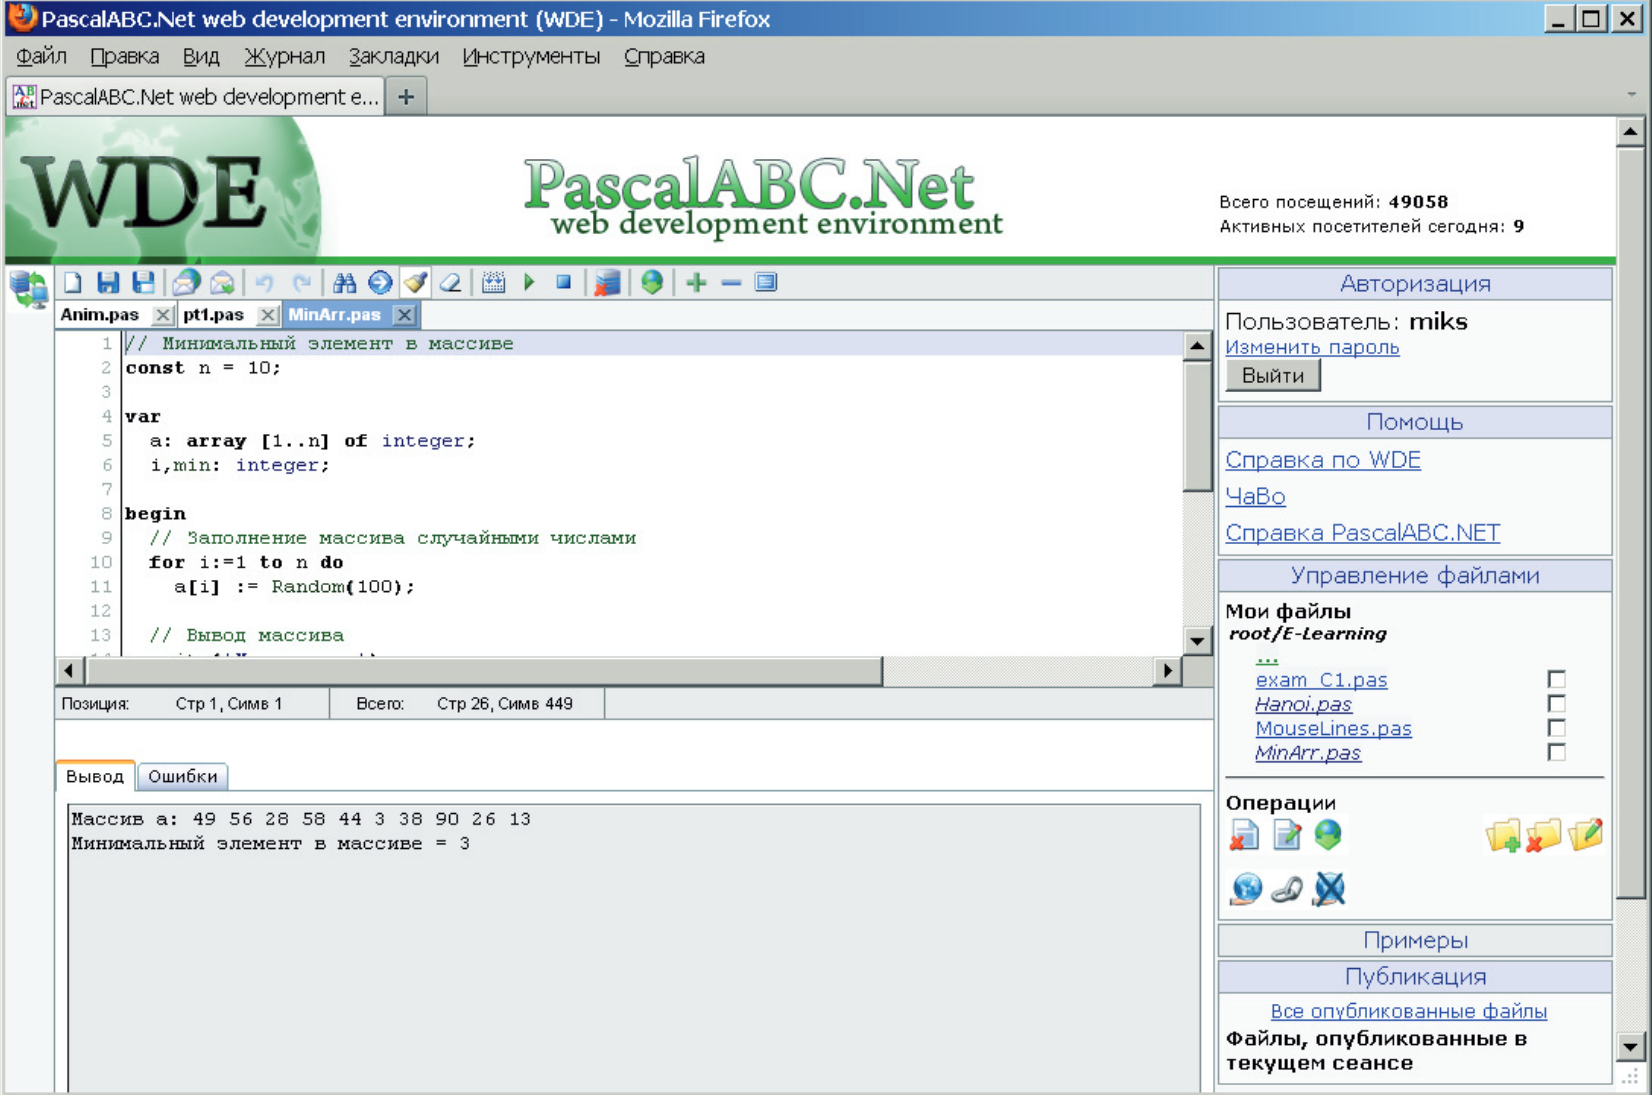 PascalABC.Net web development environment (WDE) - Mozilla Firefox
Файл Правка Вид Журнал Закладки Инструменты Справка
PascalABC.Net web development e...
WDE
PascalABC.Net
web development environment
Всего посещений: 49058
Активных посетителей сегодня: 9
Anim.pas pt1.pas MinArr.pas
1 // Минимальный элемент в массиве
2 const n = 10;
3
4 var
5 a: array [1..n] of integer;
6 i,min: integer;
7
8 begin
9 // Заполнение массива случайными числами
10 for i:=1 to n do
11 a[i] := Random(100);
12
13 // Вывод массива
Позиция: Стр 1, Симв 1 Всего: Стр 26, Симв 449
Вывод Ошибки
Массив a: 49 56 28 58 44 3 38 90 26 13
Минимальный элемент в массиве = 3
Авторизация
Пользователь: miks
Изменить пароль
Выйти
Помощь
Справка по WDE
ЧаВо
Справка PascalABC.NET
Управление файлами
Мои файлы
root/E-Learning
...
exam_C1.pas
Hanoi.pas
MouseLines.pas
MinArr.pas
Операции
Примеры
Публикация
Все опубликованные файлы
Файлы, опубликованные в
текущем сеансе